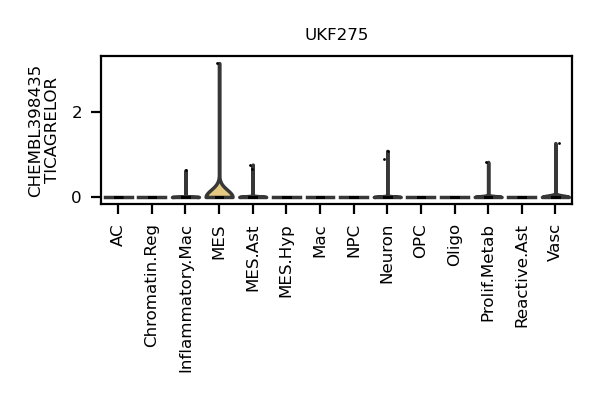 UKF275
CHEMBL398435
TICAGRELOR
2
0
AC
Chromatin.Reg
Inflammatory.Mac
MES
MES.Ast
MES.Hyp
Mac
NPC
Neuron
OPC
Oligo
Prolif.Metab
Reactive.Ast
Vasc